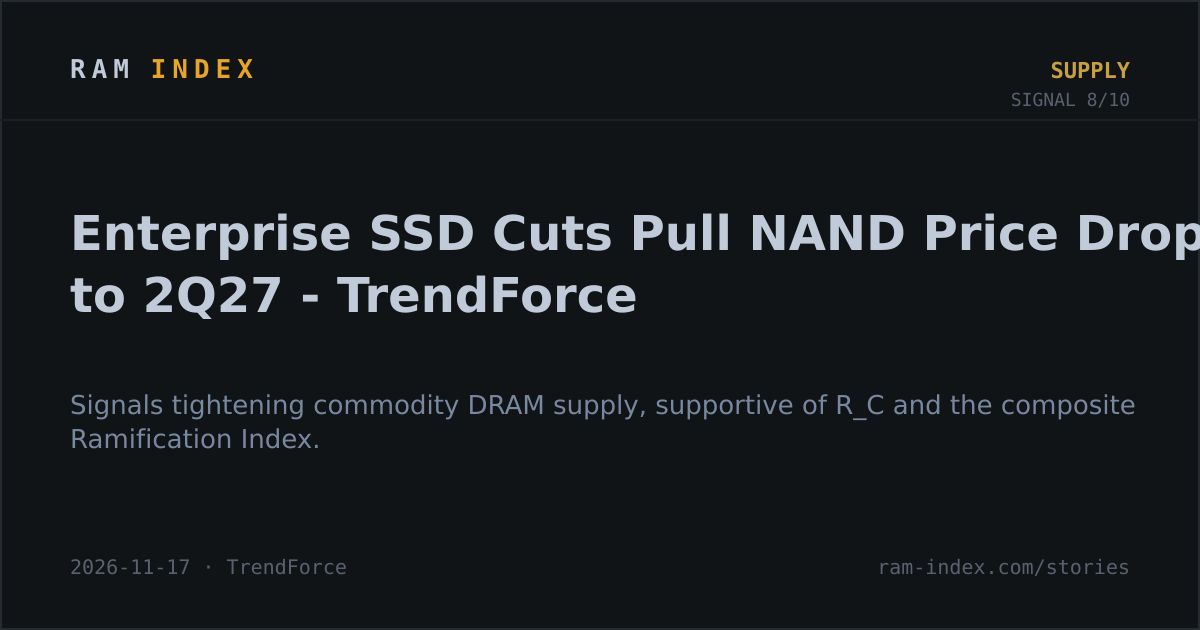 RAM INDEX
SUPPLY
SIGNAL 8/10
Enterprise SSD Cuts Pull NAND Price Drop
to 2Q27 - TrendForce
Signals tightening commodity DRAM supply, supportive of R_C and the composite
Ramification Index.
2026-11-17 · TrendForce
ram-index.com/stories